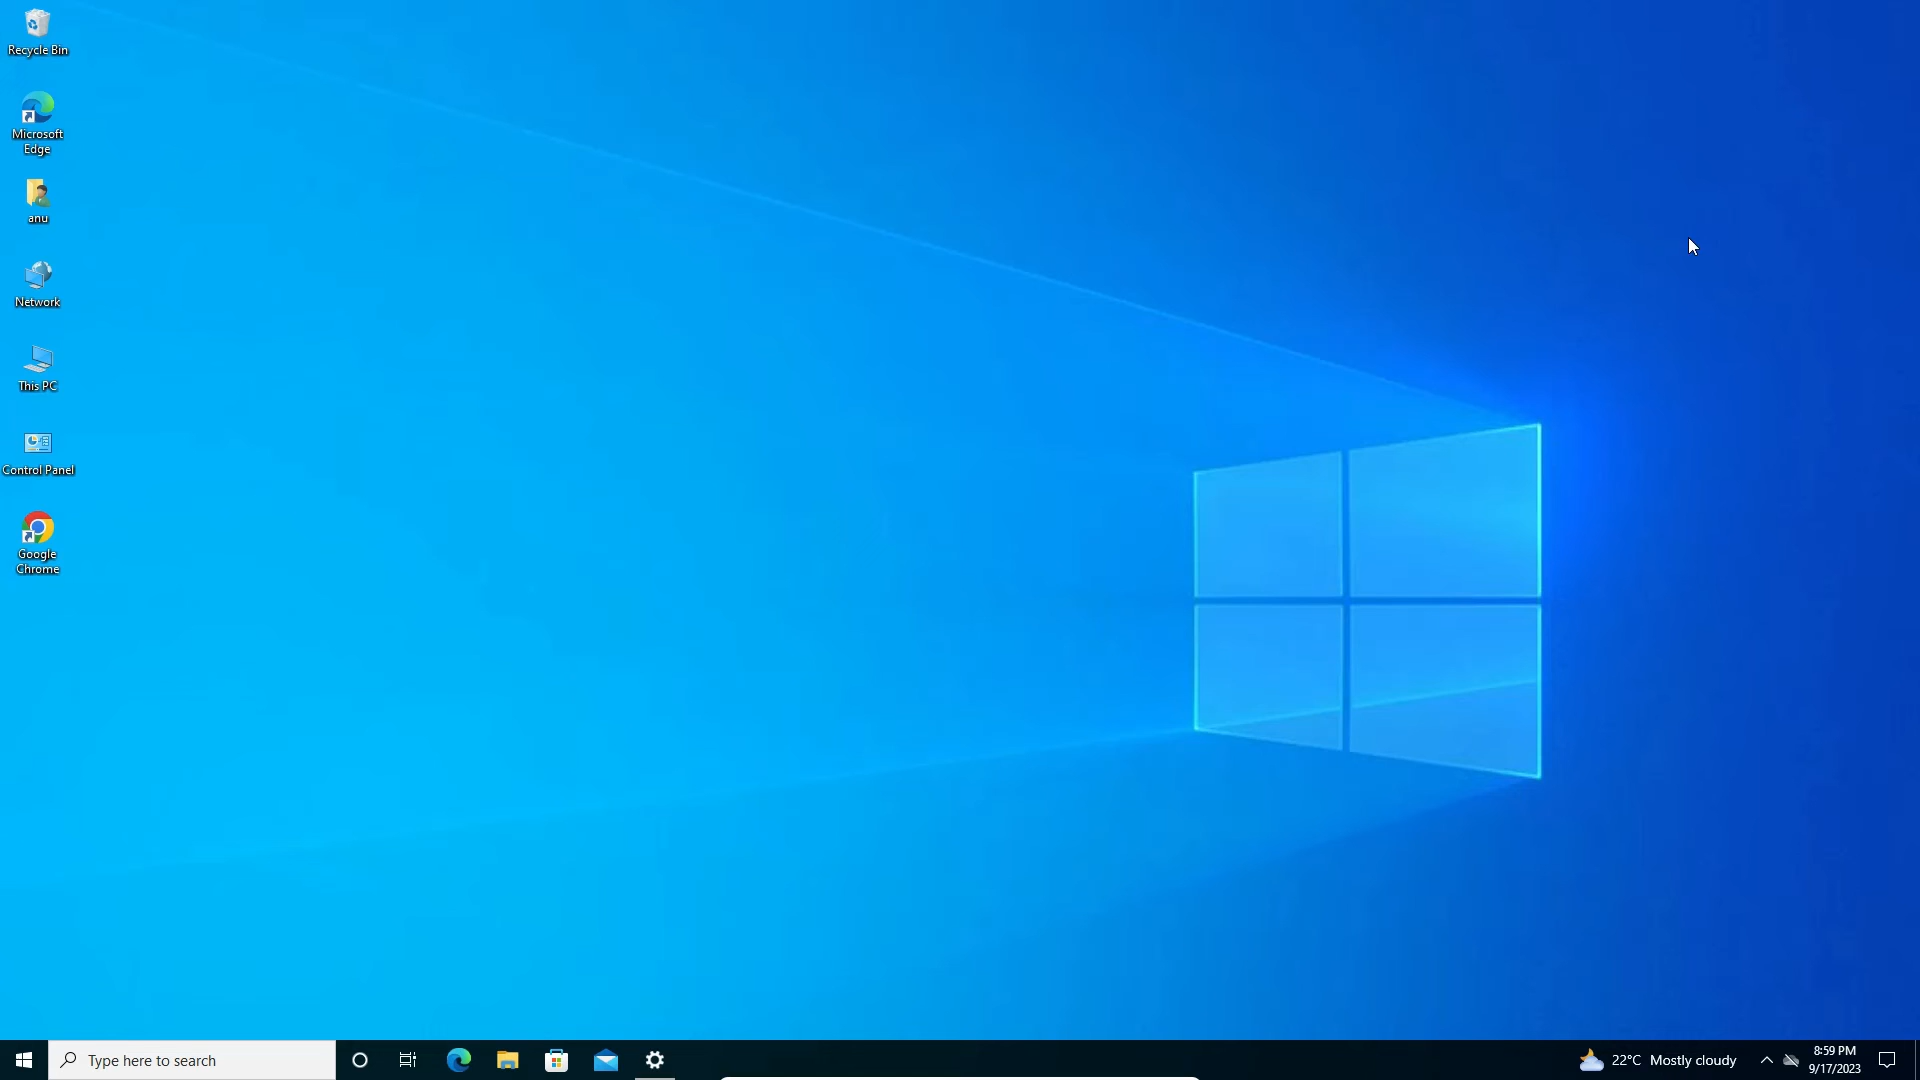 Recycle Bin
Microsoft
Edge
anu
Network
This PC
Control Panel
Google
Chrome
Type here to search
22°C Mostly cloudy
8:59 PM
9/17/2023